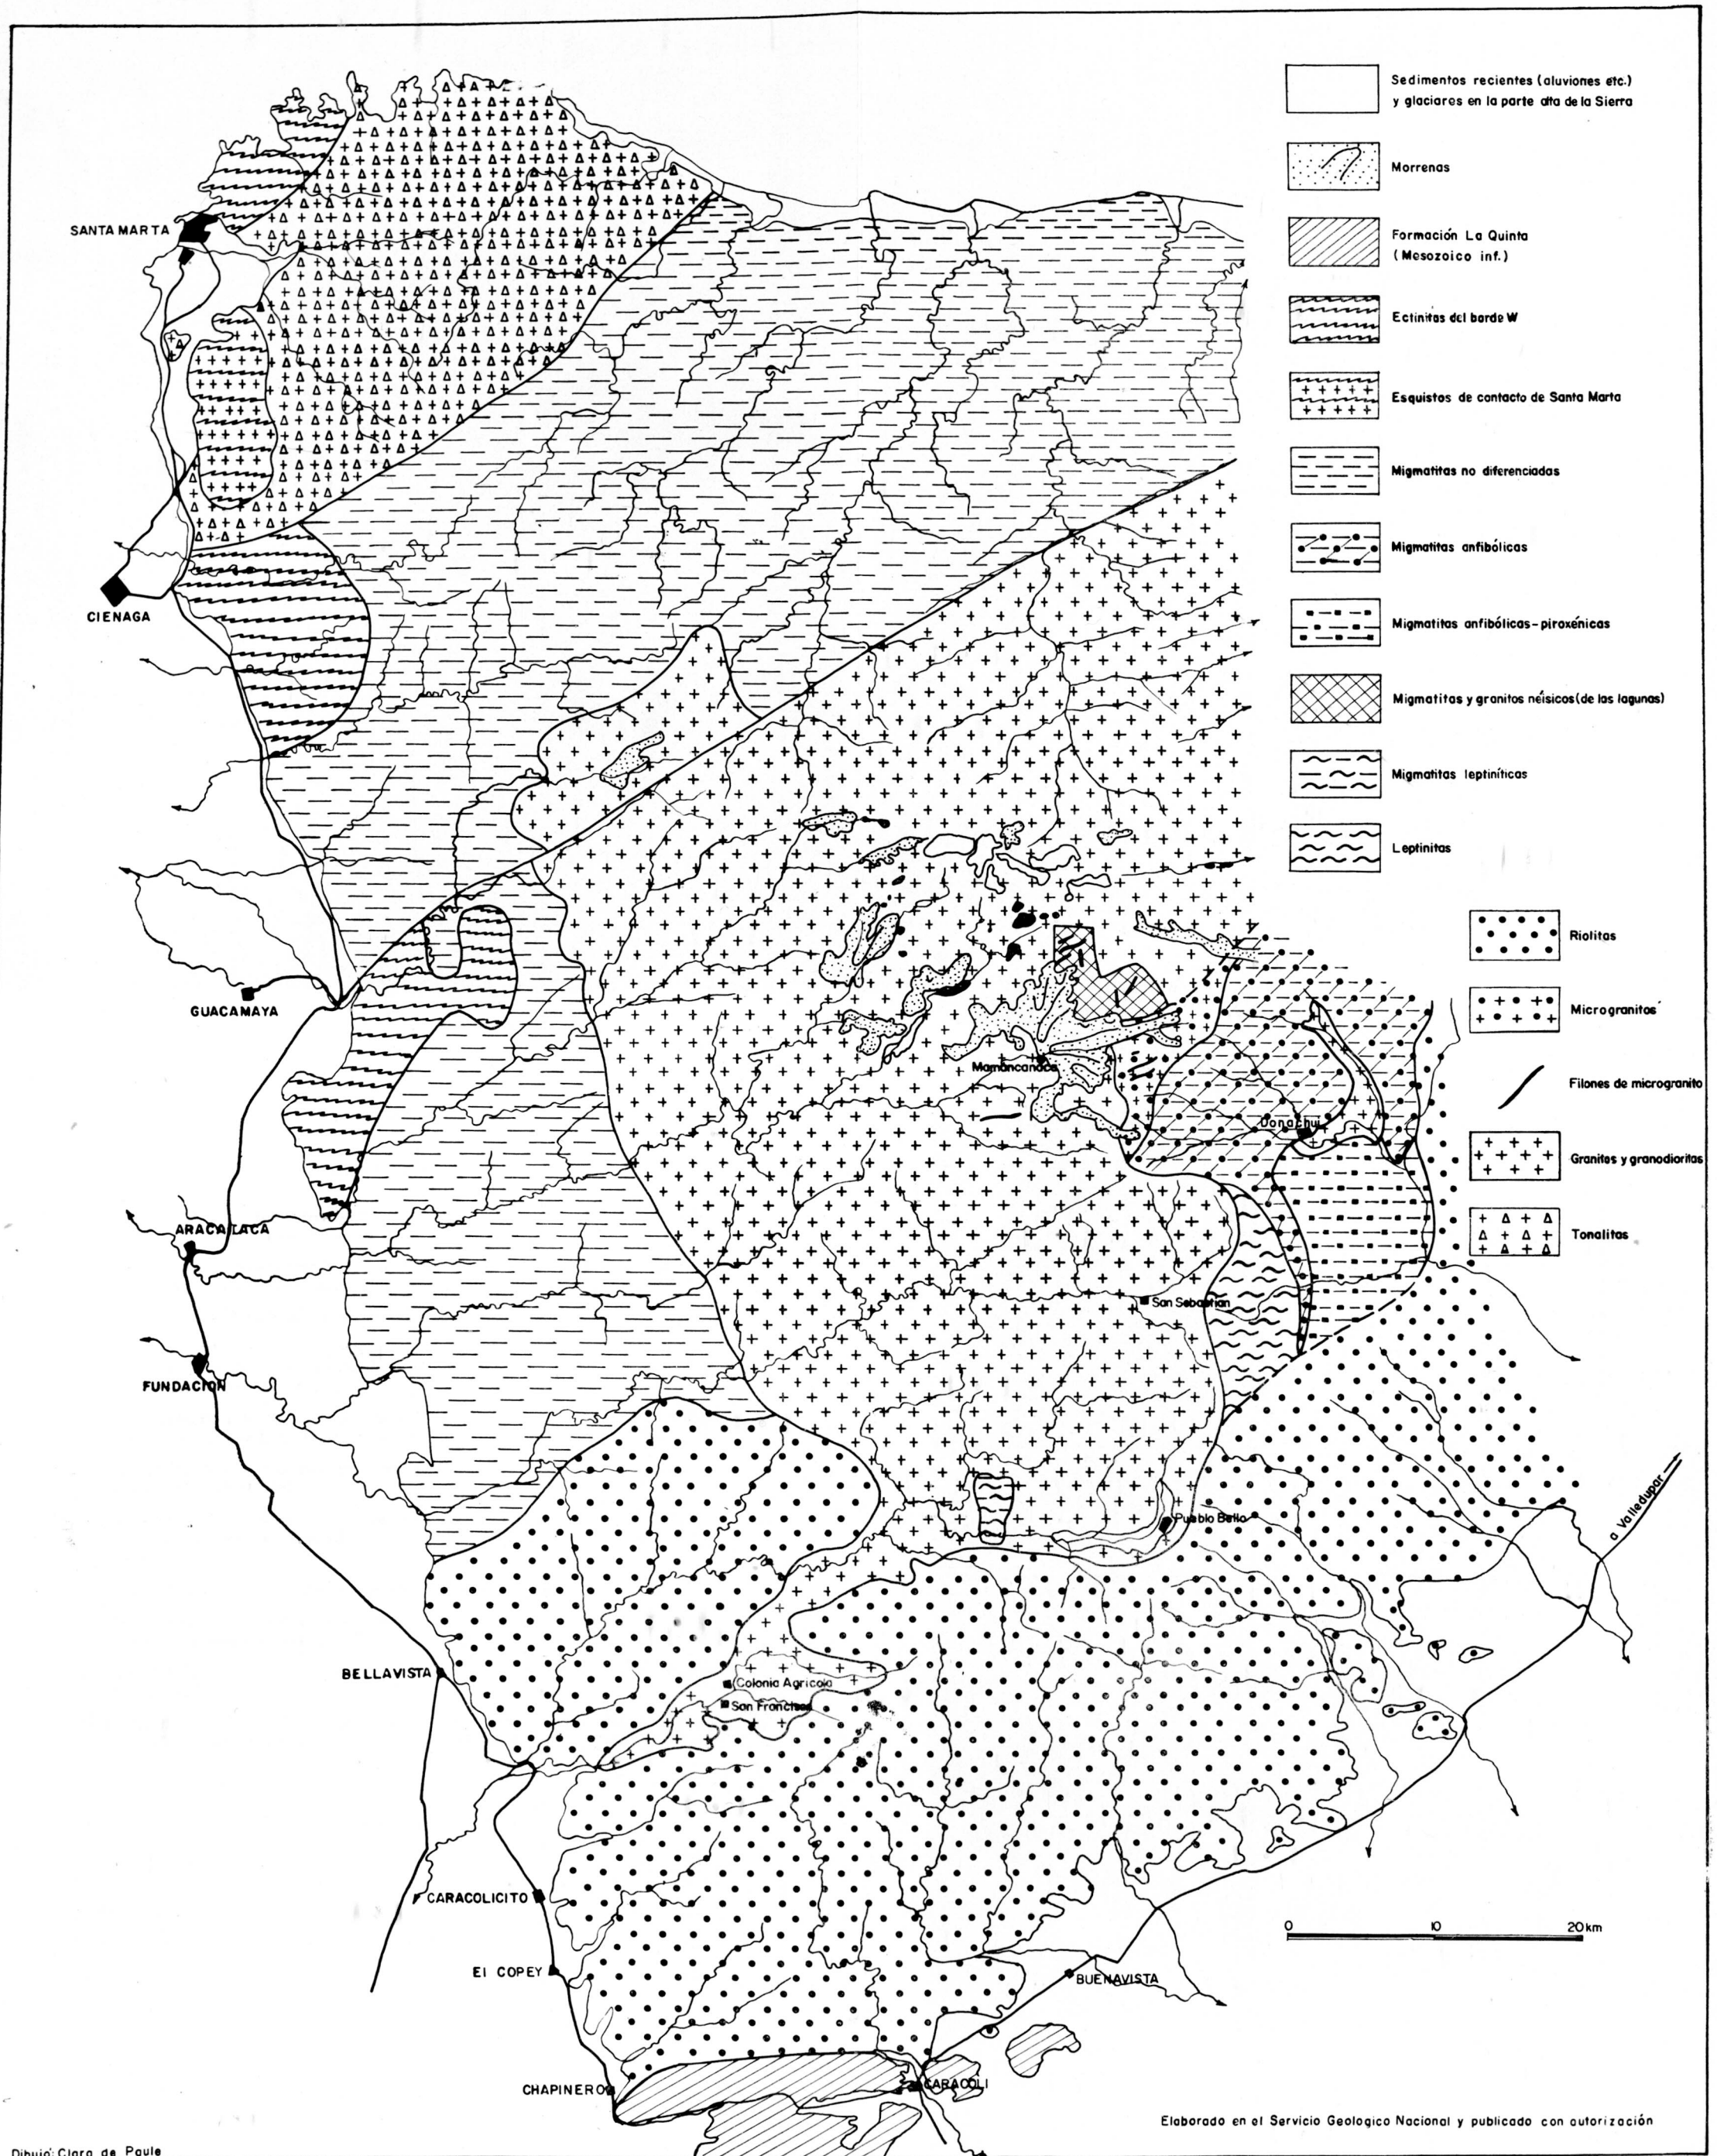 Sedimentos recientes (aluviones etc.)
y glaciares en la parte alta de la Sierra
Morrenas
Formación La Quinta
(Mesozoico inf.)
Ectinitas del borde W
Esquistos de contacto de Santa Marta
Migmatitas no diferenciadas
Migmatitas anfibólicas
Migmatitas anfibólicas-piroxénicas
Migmatitas y granitos néisicos (de las lagunas)
Migmatitas leptiníticas
Leptinitas
Riolitas
Microgranitos
Filones de microgranito
Granitos y granodioritas
Tonalitas
SANTA MARTA
CIENAGA
GUACAMAYA
Mamancanaca
Donachui
ARACATACA
San Sebastian
FUNDACION
a Valledupar
Pueblo Bello
BELLAVISTA
Colonia Agricola
San Francisco
CARACOLICITO
0 10 20 km
El COPEY
BUENAVISTA
CHAPINERO
CARACOLI
Elaborado en el Servicio Geologico Nacional y publicado con autorización
Dibujó: Clara de Paule